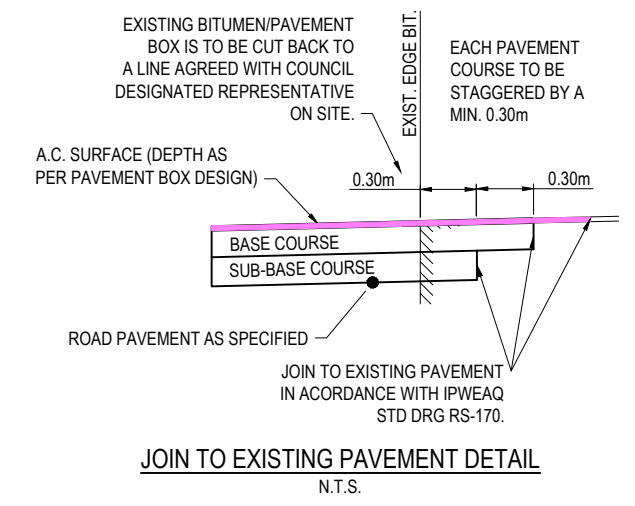 EXISTING BITUMEN/PAVEMENT
BOX IS TO BE CUT BACK TO
A LINE AGREED WITH COUNCIL
DESIGNATED REPRESENTATIVE
ON SITE.
EXIST. EDGE BIT.
EACH PAVEMENT
COURSE TO BE
STAGGERED BY A
MIN. 0.30m
A.C. SURFACE (DEPTH AS
PER PAVEMENT BOX DESIGN)
0.30m
0.30m
BASE COURSE
SUB-BASE COURSE
ROAD PAVEMENT AS SPECIFIED
JOIN TO EXISTING PAVEMENT
IN ACORDANCE WITH IPWEAQ
STD DRG RS-170.
JOIN TO EXISTING PAVEMENT DETAIL
N.T.S.